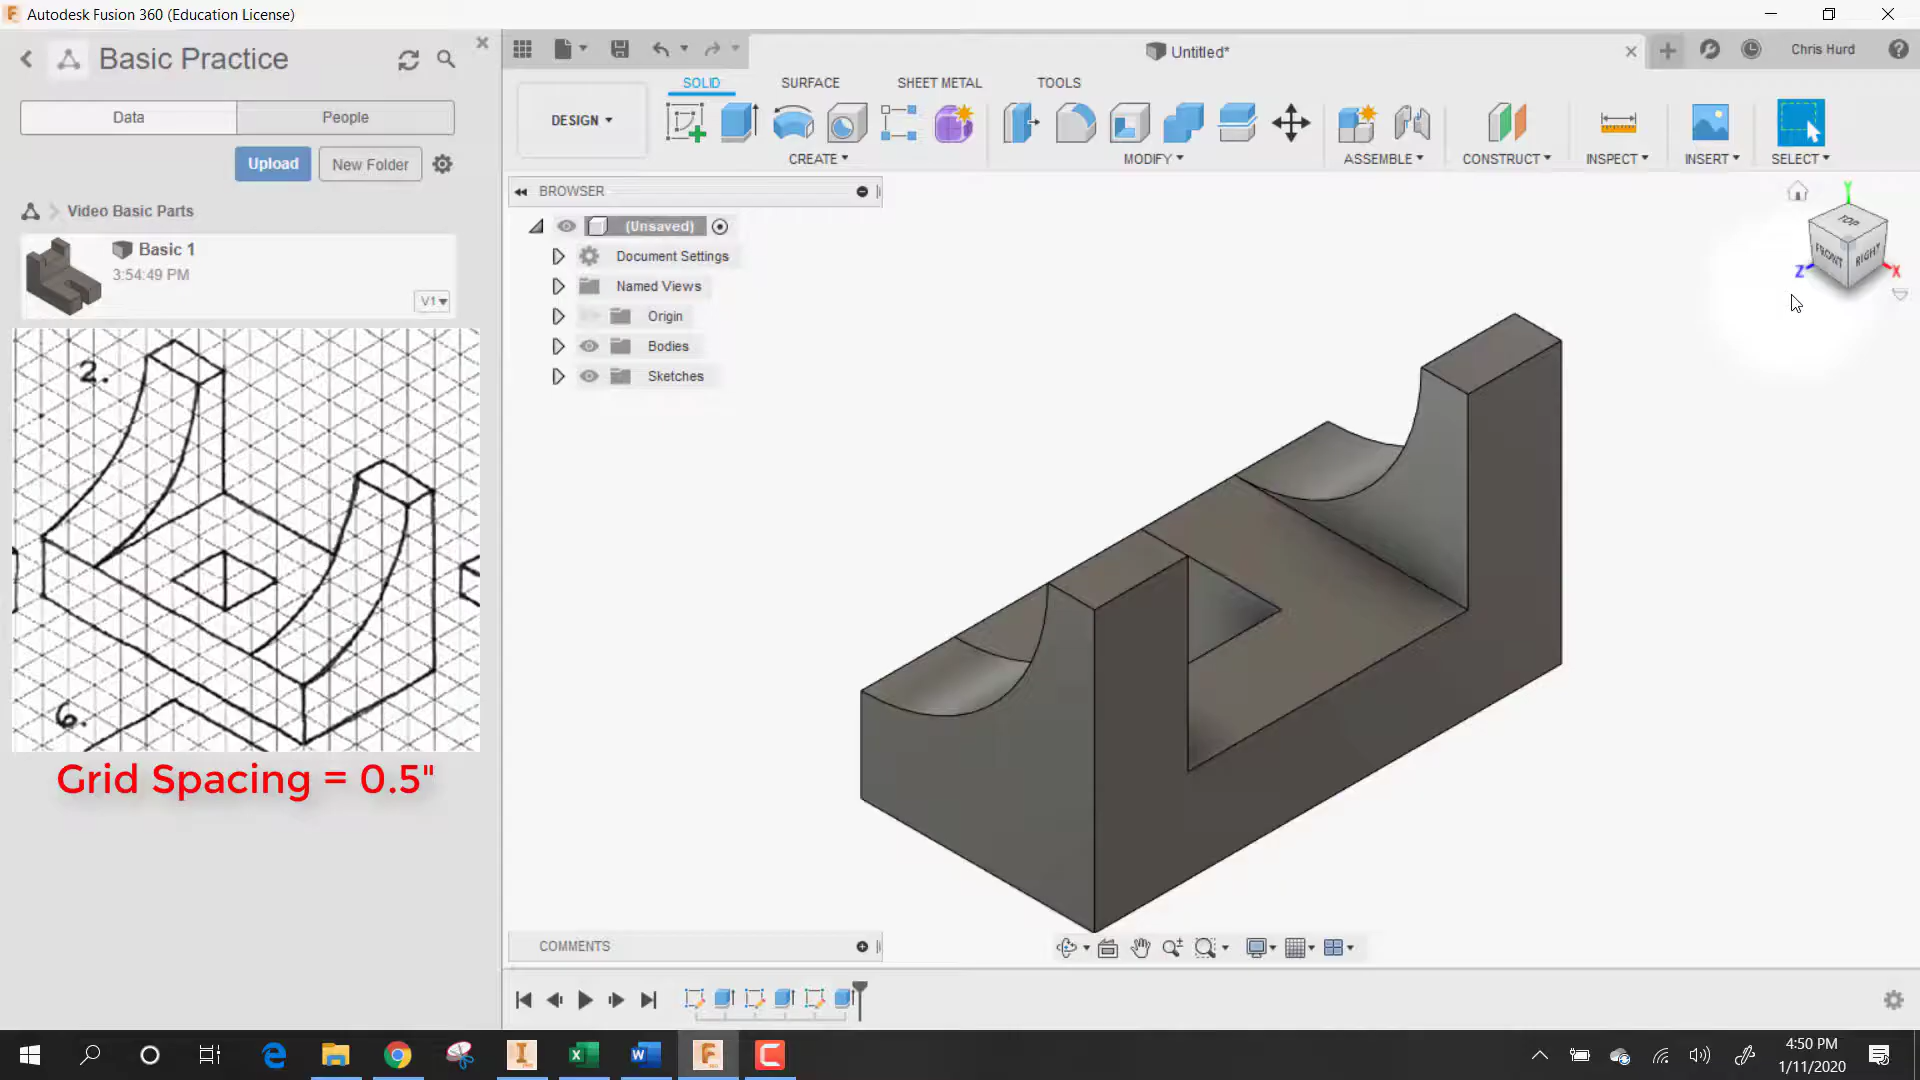 Autodesk Fusion 360 (Education License)
Basic Practice
Data
People
Upload
New Folder
Video Basic Parts
Basic 1
3:54:49 PM
V1
2.
6.
Grid Spacing = 0.5"
Untitled*
Chris Hurd
SOLID
SURFACE
SHEET METAL
TOOLS
DESIGN
CREATE
MODIFY
ASSEMBLE
CONSTRUCT
INSPECT
INSERT
SELECT
BROWSER
(Unsaved)
Document Settings
Named Views
Origin
Bodies
Sketches
Y
TOP
FRONT
RIGHT
Z
X
COMMENTS
4:50 PM
1/11/2020